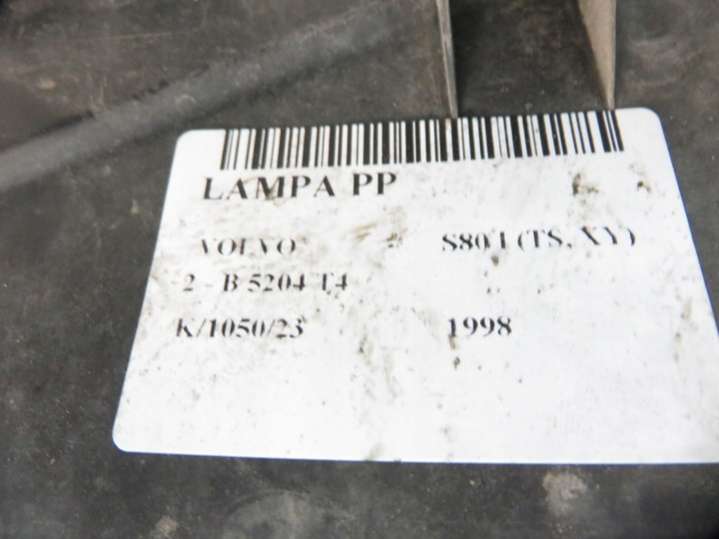 LAMPA PP
VOLVO S80 I (TS, XY)
2 - B 5204 T4
K/1050/23 1998